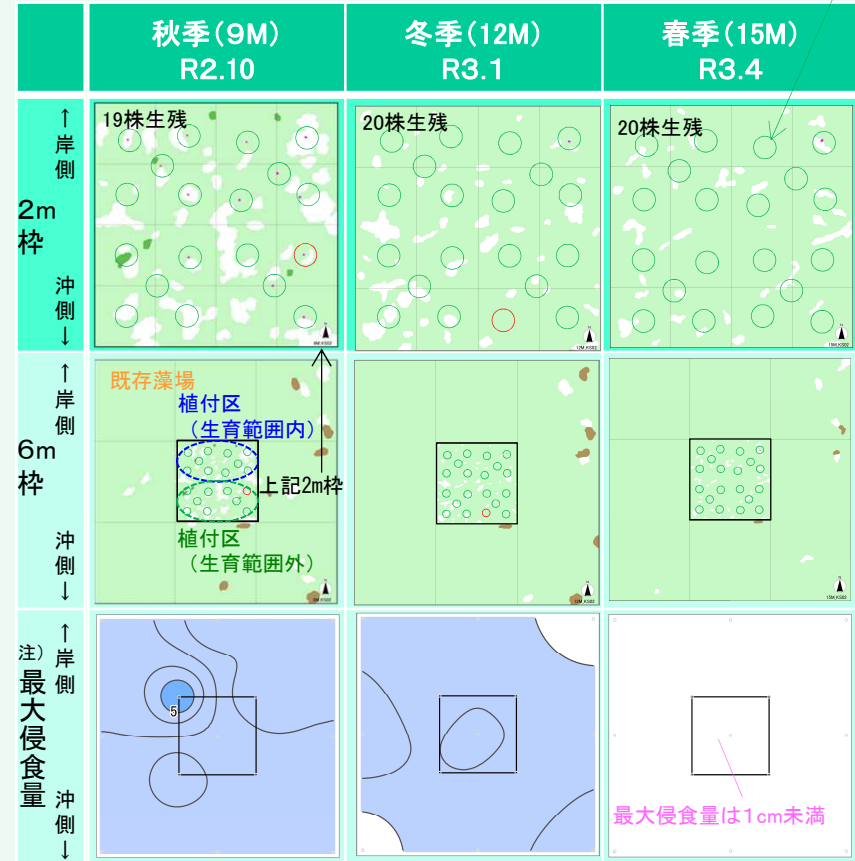 秋季(9M)
R2.10
冬季(12M)
R3.1
春季(15M)
R3.4
↑
岸
側
2m
枠
沖
側
↓
19株生残
20株生残
20株生残
↑
岸
側
6m
枠
沖
側
↓
既存藻場
植付区
(生育範囲内)
上記2m枠
植付区
(生育範囲外)
注)
最大侵食量
↑
岸
側
沖
側
↓
5
最大侵食量は1cm未満